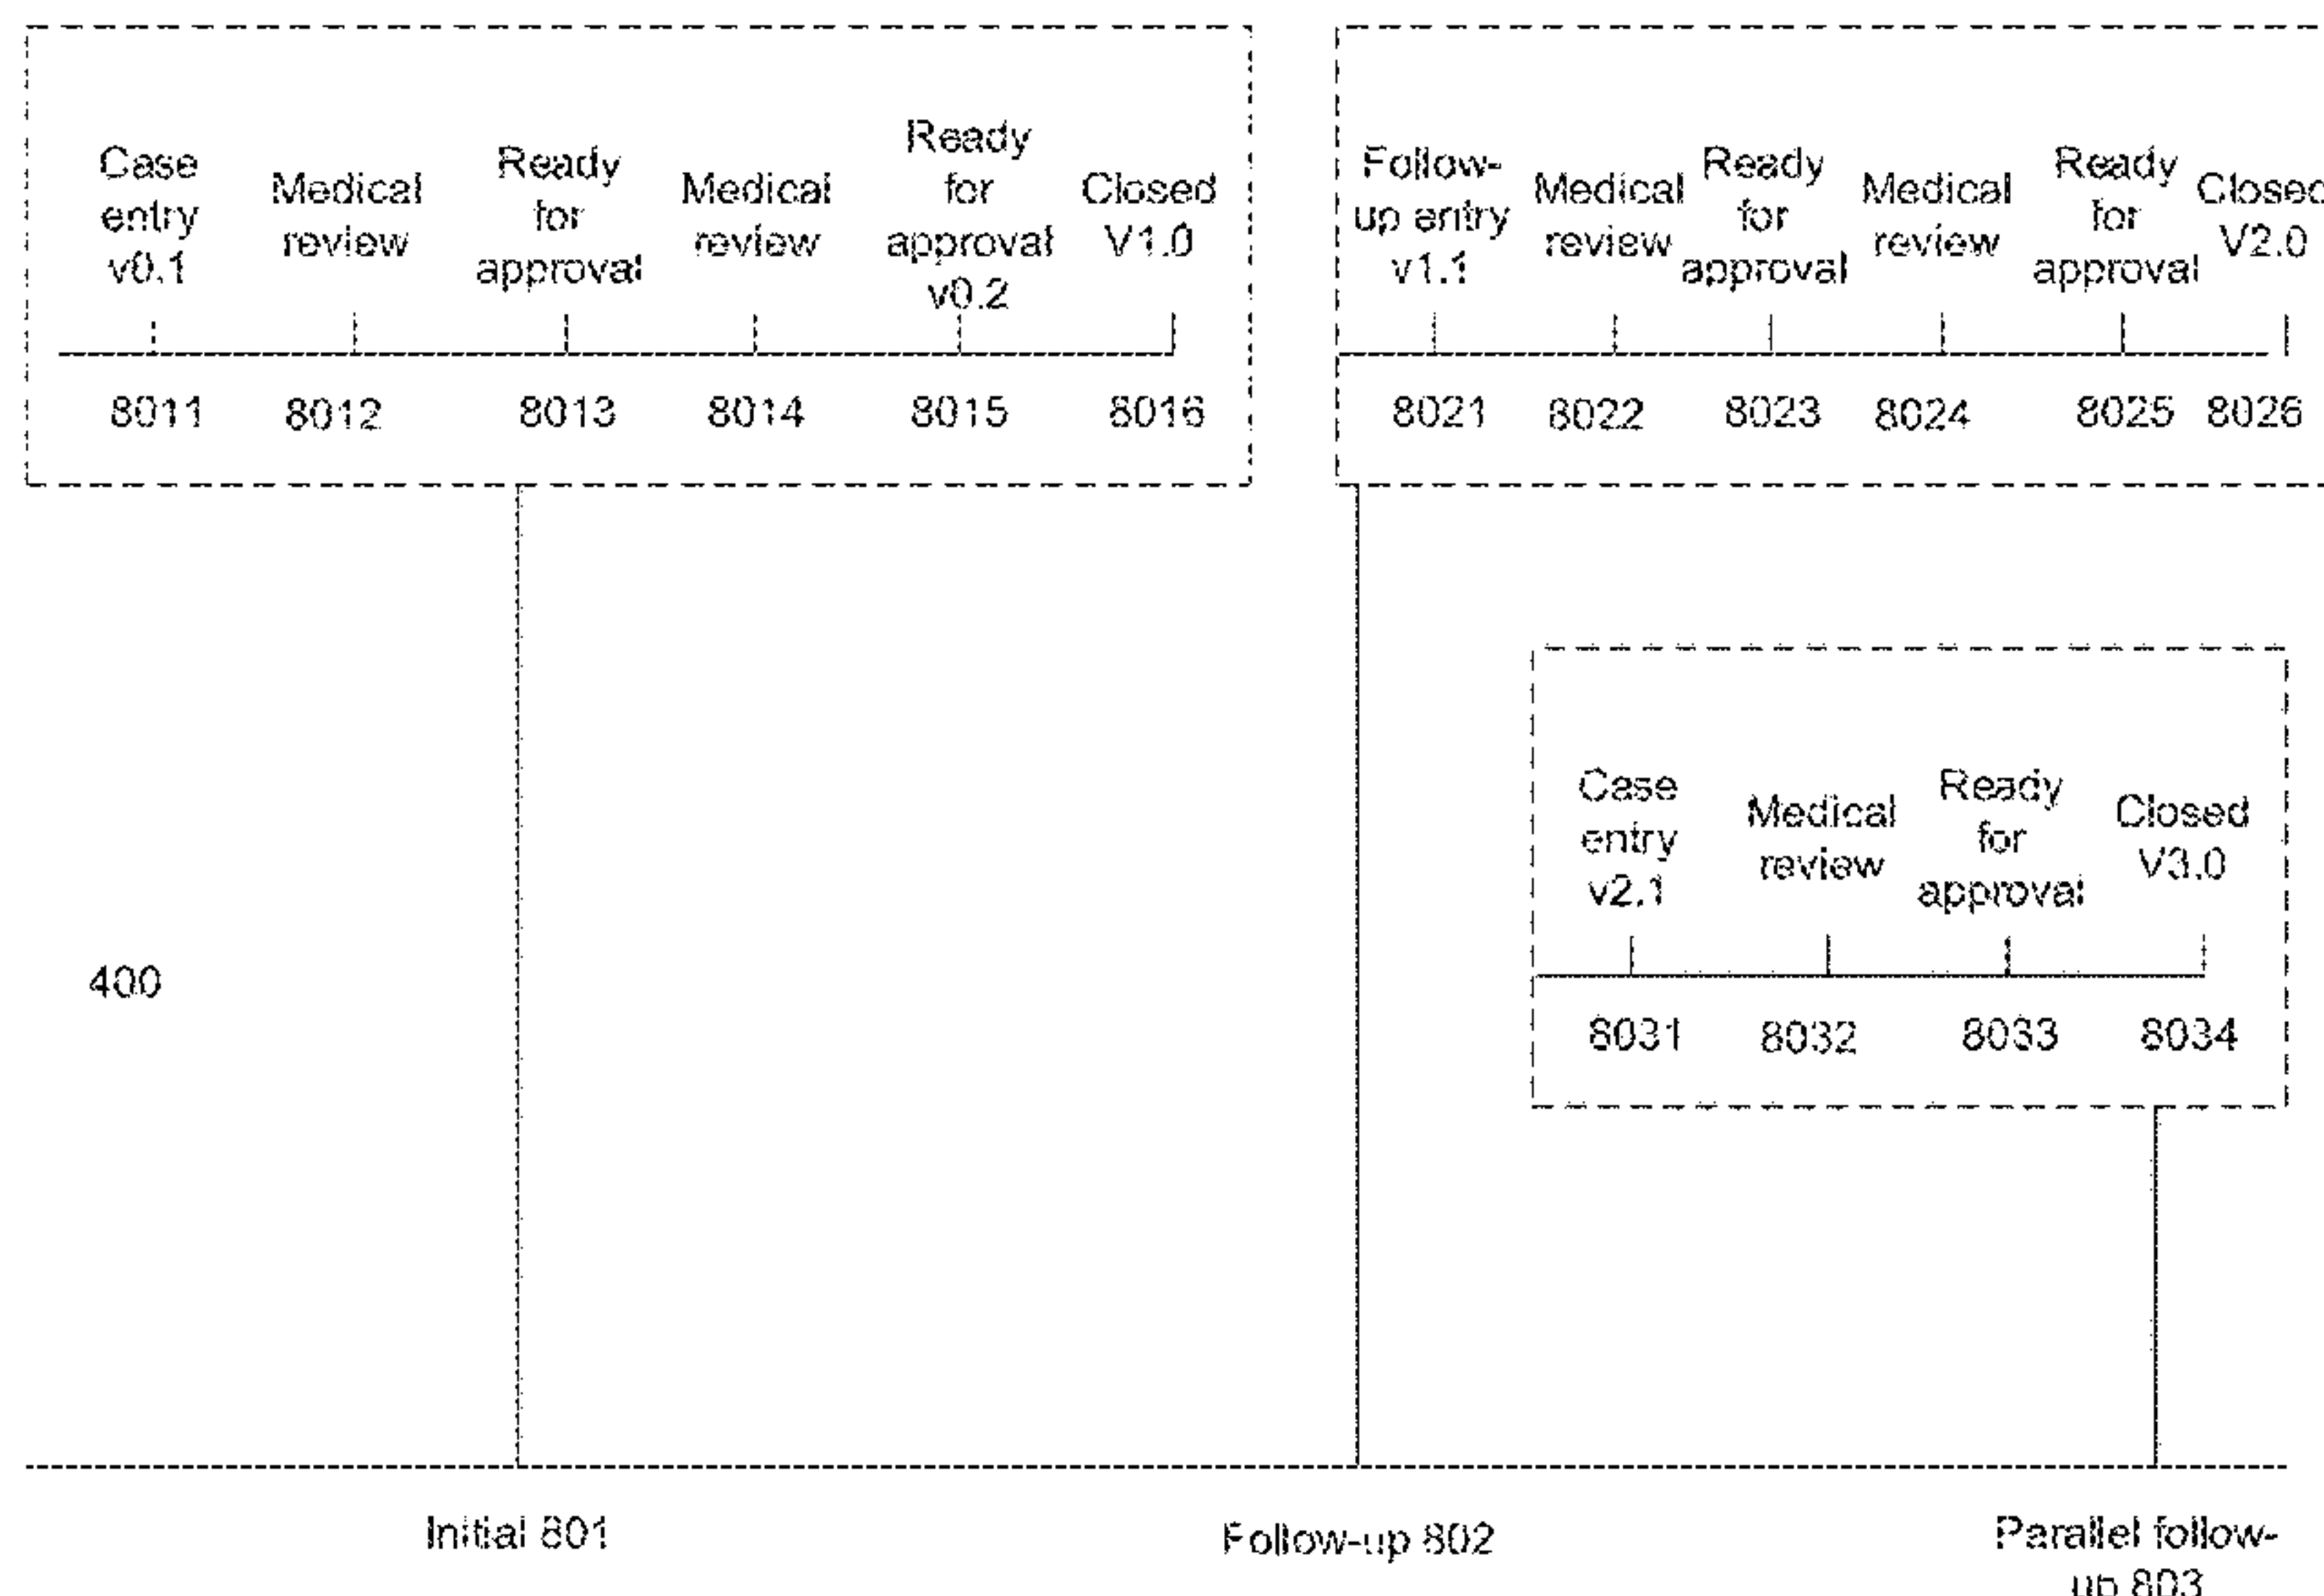 Case
entry
v0.1
Medical
review
Ready
for
approval
Medical
review
Ready
for
approval
v0.2
Closed
V1.0
8011
8012
8013
8014
8015
8016
Follow-
up entry
v1.1
Medical
review
Ready
for
approval
Medical
review
Ready
for
approval
Closed
V2.0
8021
8022
8023
8024
8025
8026
Case
entry
v2.1
Medical
review
Ready
for
approval
Closed
V3.0
8031
8032
8033
8034
400
Initial 801
Follow-up 802
Parallel follow-
up 803